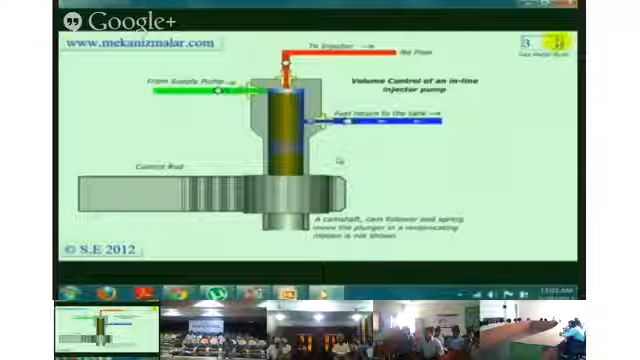 Google+
www.mekanizmalar.com
3
To Injector
No Flow
From Supply Pump
Volume Control of an in-line
injector pump
Fuel return to the tank
Control Rod
A camshaft, cam follower and spring
move the plunger in a reciprocating
motion is not shown.
© S.E 2012